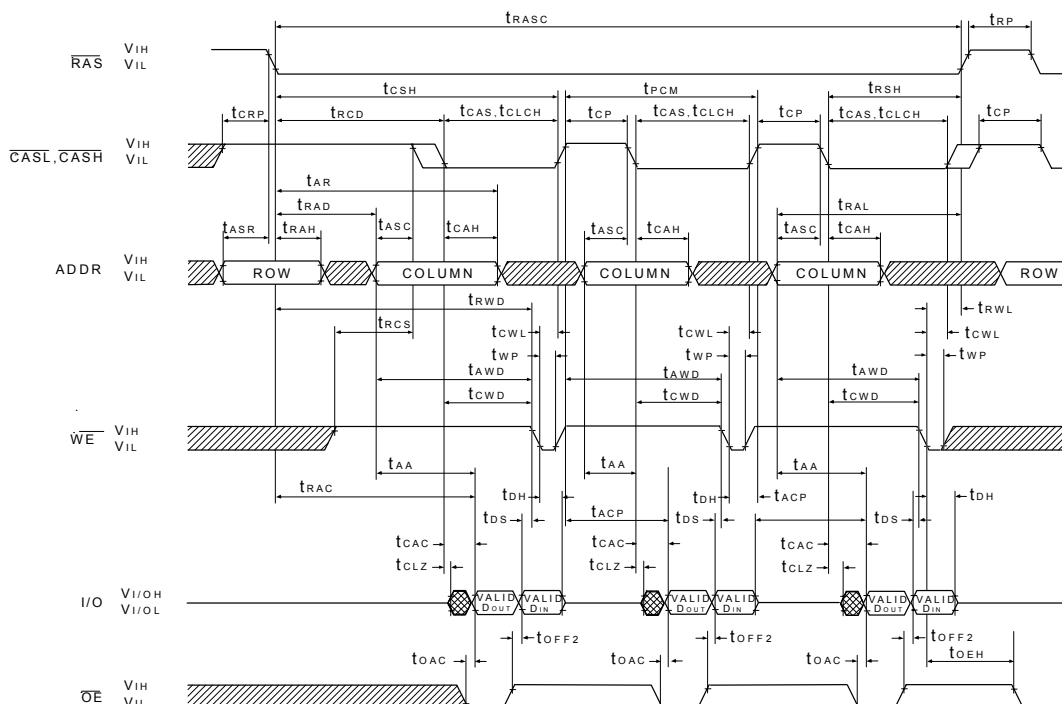 tRASC tRP
RAS VIH
VIL
tCSH tPCM tRSH
tCRP tRCD tCAS,tCLCH tCP tCAS,tCLCH tCP tCAS,tCLCH tCP
CASL,CASH VIH
VIL
tAR
tRAD tRAL
tASR tRAH tASC tCAH tASC tCAH tASC tCAH
ADDR VIH
VIL
ROW COLUMN COLUMN COLUMN ROW
tRWD tRWL
tRCS tCWL tCWL tCWL
tWP tWP tWP
tAWD tAWD tAWD
tCWD tCWD tCWD
WE VIH
VIL
tAA tAA tAA
tRAC tDH tDH tACP tDH
tDS tACP tDS tDS
tCAC tCAC tCAC
tCLZ tCLZ tCLZ
I/O VI/OH
VI/OL
VALID DOUT VALID DIN VALID DOUT VALID DIN VALID DOUT VALID DIN
tOFF2 tOFF2 tOFF2
tOAC tOAC tOAC tOEH
OE VIH
VIL